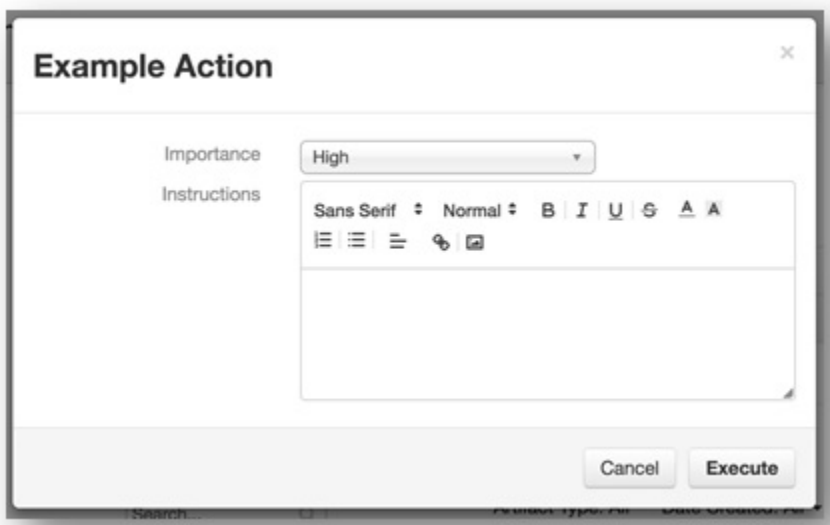 Example Action
×
Importance
High
Instructions
Sans Serif Normal B I U S A A
Cancel Execute
Search... Artifact Type: All Date Created: All